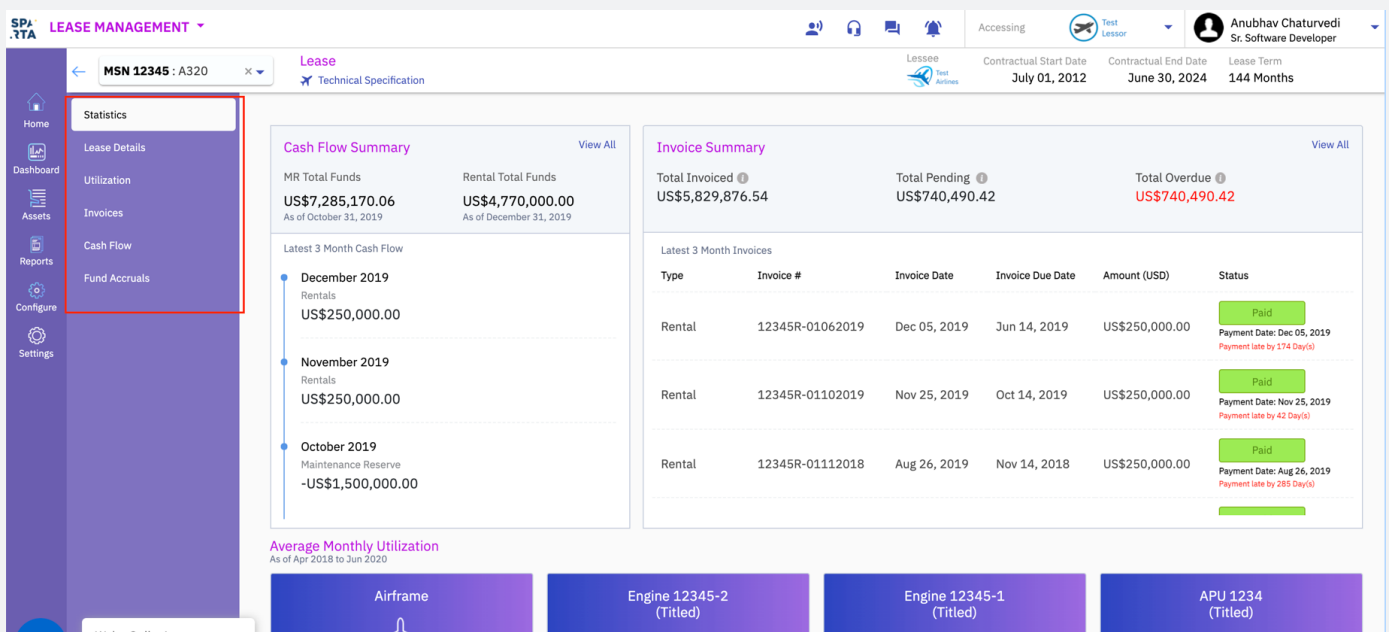 SPA
.RTA
LEASE MANAGEMENT
Accessing
Test
Lessor
Anubhav Chaturvedi
Sr. Software Developer
MSN 12345 : A320
Lease
Technical Specification
Lessee
Test
Airlines
Contractual Start Date
July 01, 2012
Contractual End Date
June 30, 2024
Lease Term
144 Months
Home
Dashboard
Assets
Reports
Configure
Settings
Statistics
Lease Details
Utilization
Invoices
Cash Flow
Fund Accruals
Cash Flow Summary
View All
MR Total Funds
US$7,285,170.06
As of October 31, 2019
Rental Total Funds
US$4,770,000.00
As of December 31, 2019
Latest 3 Month Cash Flow
December 2019
Rentals
US$250,000.00
November 2019
Rentals
US$250,000.00
October 2019
Maintenance Reserve
-US$1,500,000.00
Invoice Summary
View All
Total Invoiced
US$5,829,876.54
Total Pending
US$740,490.42
Total Overdue
US$740,490.42
Latest 3 Month Invoices
Type Invoice # Invoice Date Invoice Due Date Amount (USD) Status
Rental 12345R-01062019 Dec 05, 2019 Jun 14, 2019 US$250,000.00 Paid
Payment Date: Dec 05, 2019
Payment late by 174 Day(s)
Rental 12345R-01102019 Nov 25, 2019 Oct 14, 2019 US$250,000.00 Paid
Payment Date: Nov 25, 2019
Payment late by 42 Day(s)
Rental 12345R-01112018 Aug 26, 2019 Nov 14, 2018 US$250,000.00 Paid
Payment Date: Aug 26, 2019
Payment late by 285 Day(s)
Average Monthly Utilization
As of Apr 2018 to Jun 2020
Airframe
Engine 12345-2
(Titled)
Engine 12345-1
(Titled)
APU 1234
(Titled)